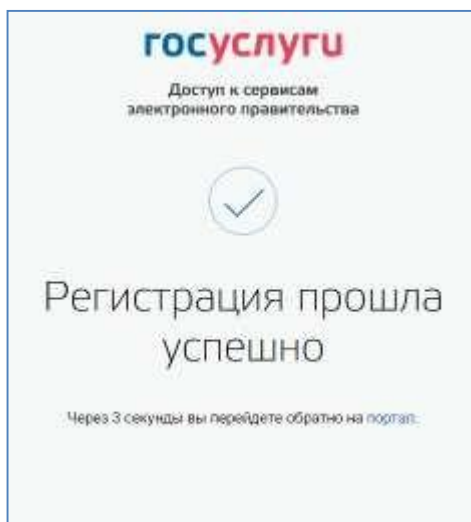 госуслуги
Доступ к сервисам
электронного правительства
Регистрация прошла
успешно
Через 3 секунды вы перейдете обратно на портал.